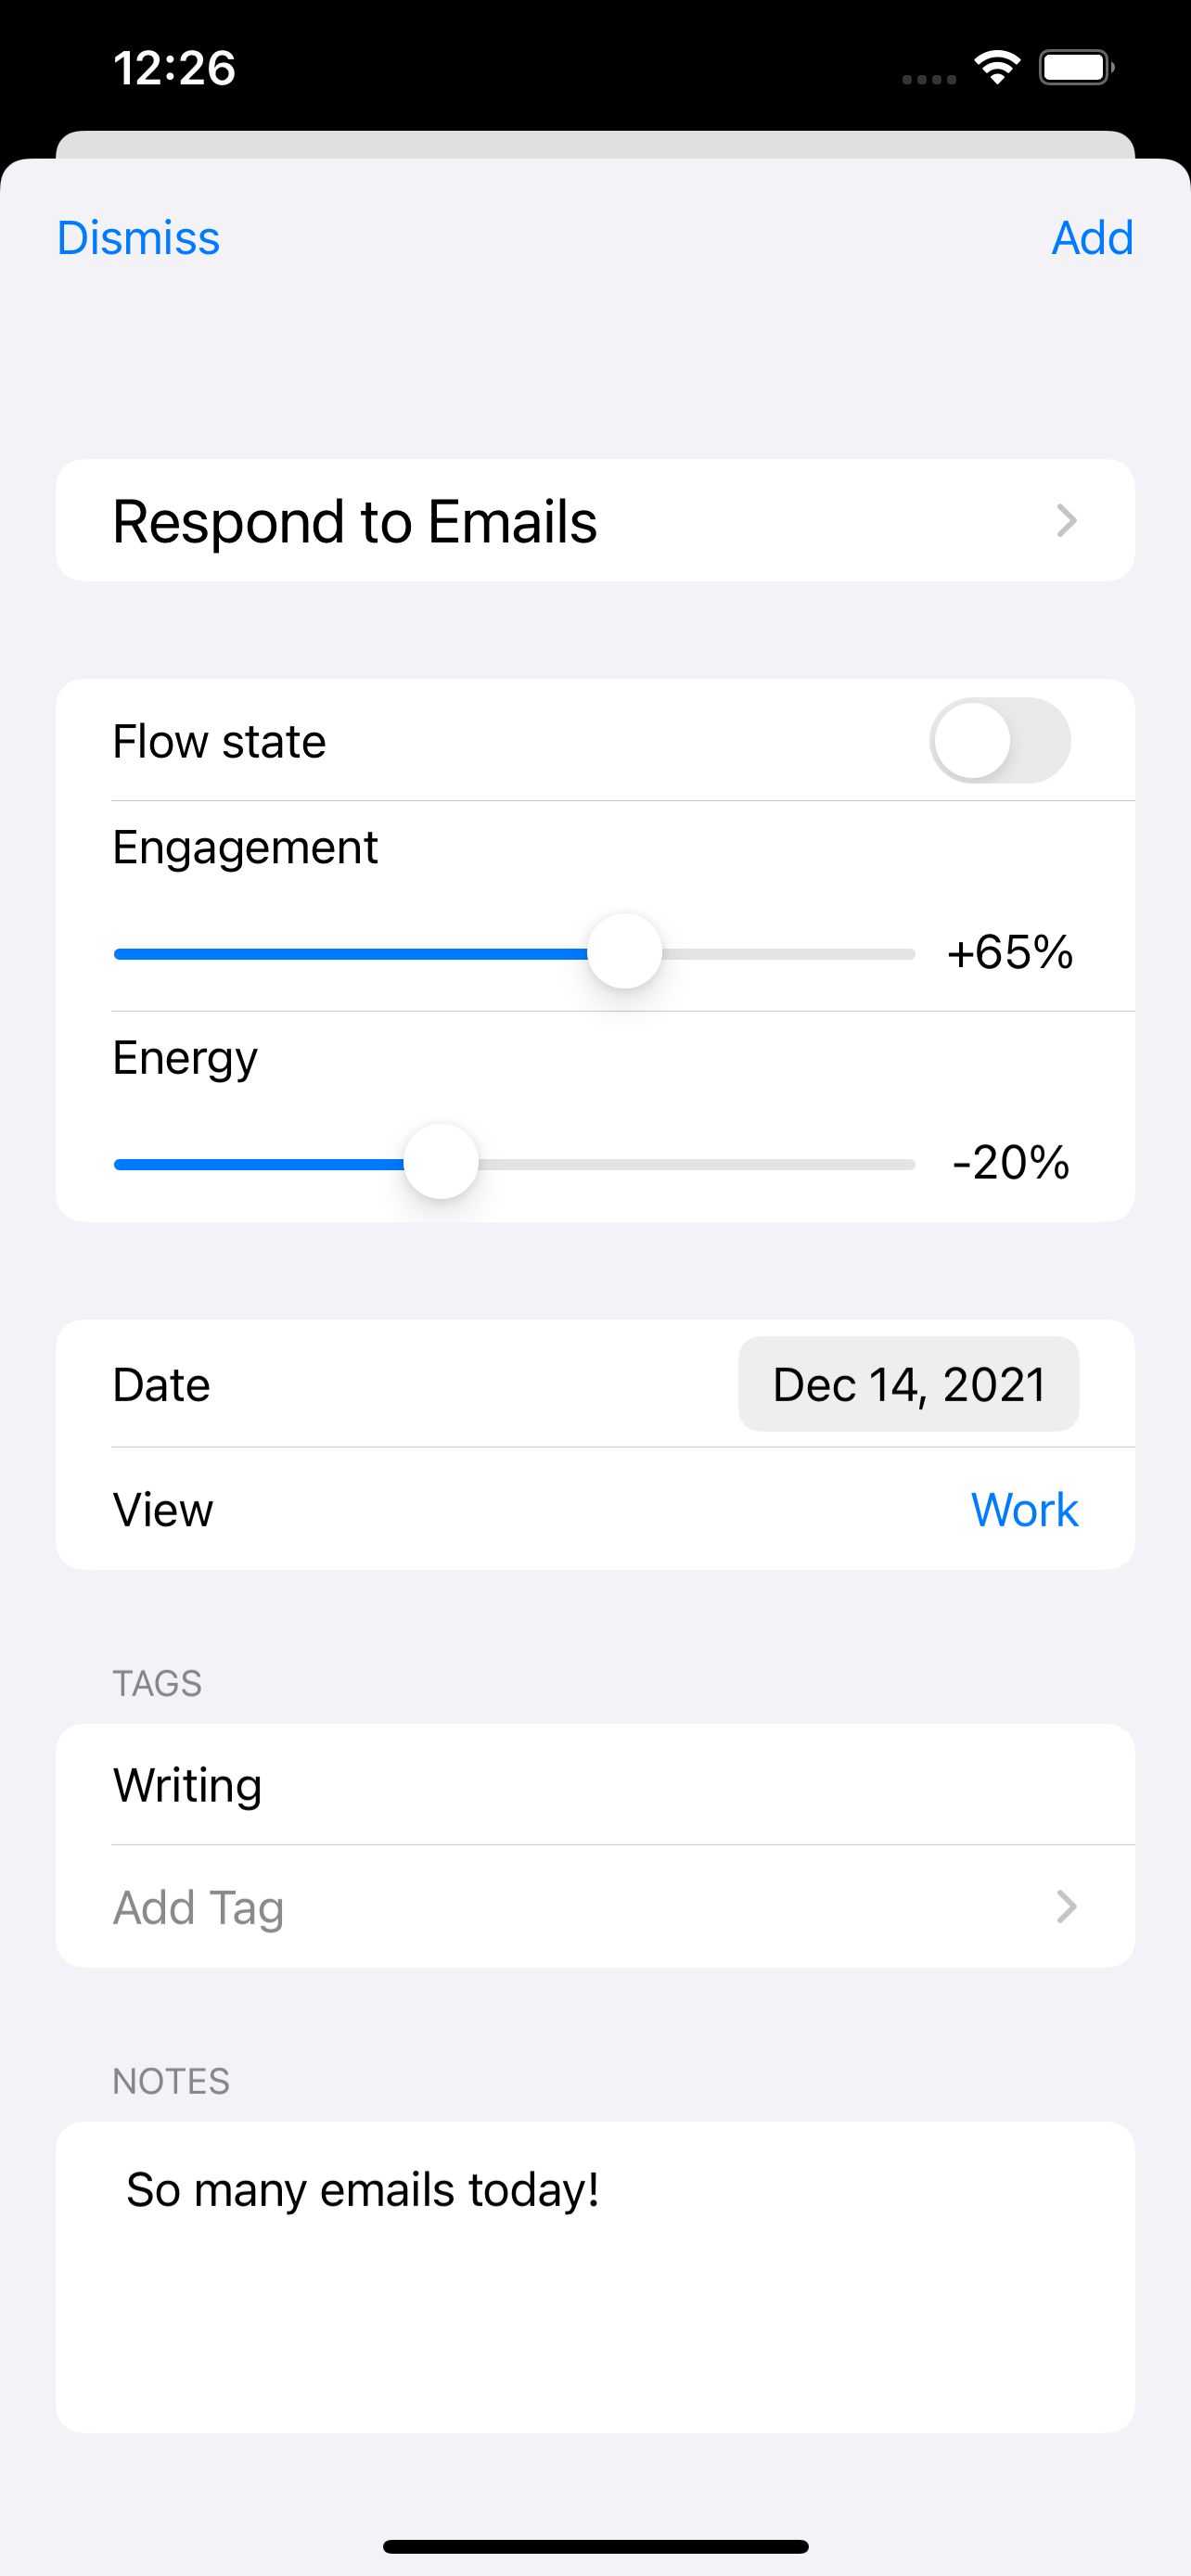 12:26
Dismiss
Add
Respond to Emails
Flow state
Engagement
+65%
Energy
-20%
Date
Dec 14, 2021
View
Work
TAGS
Writing
Add Tag
NOTES
So many emails today!